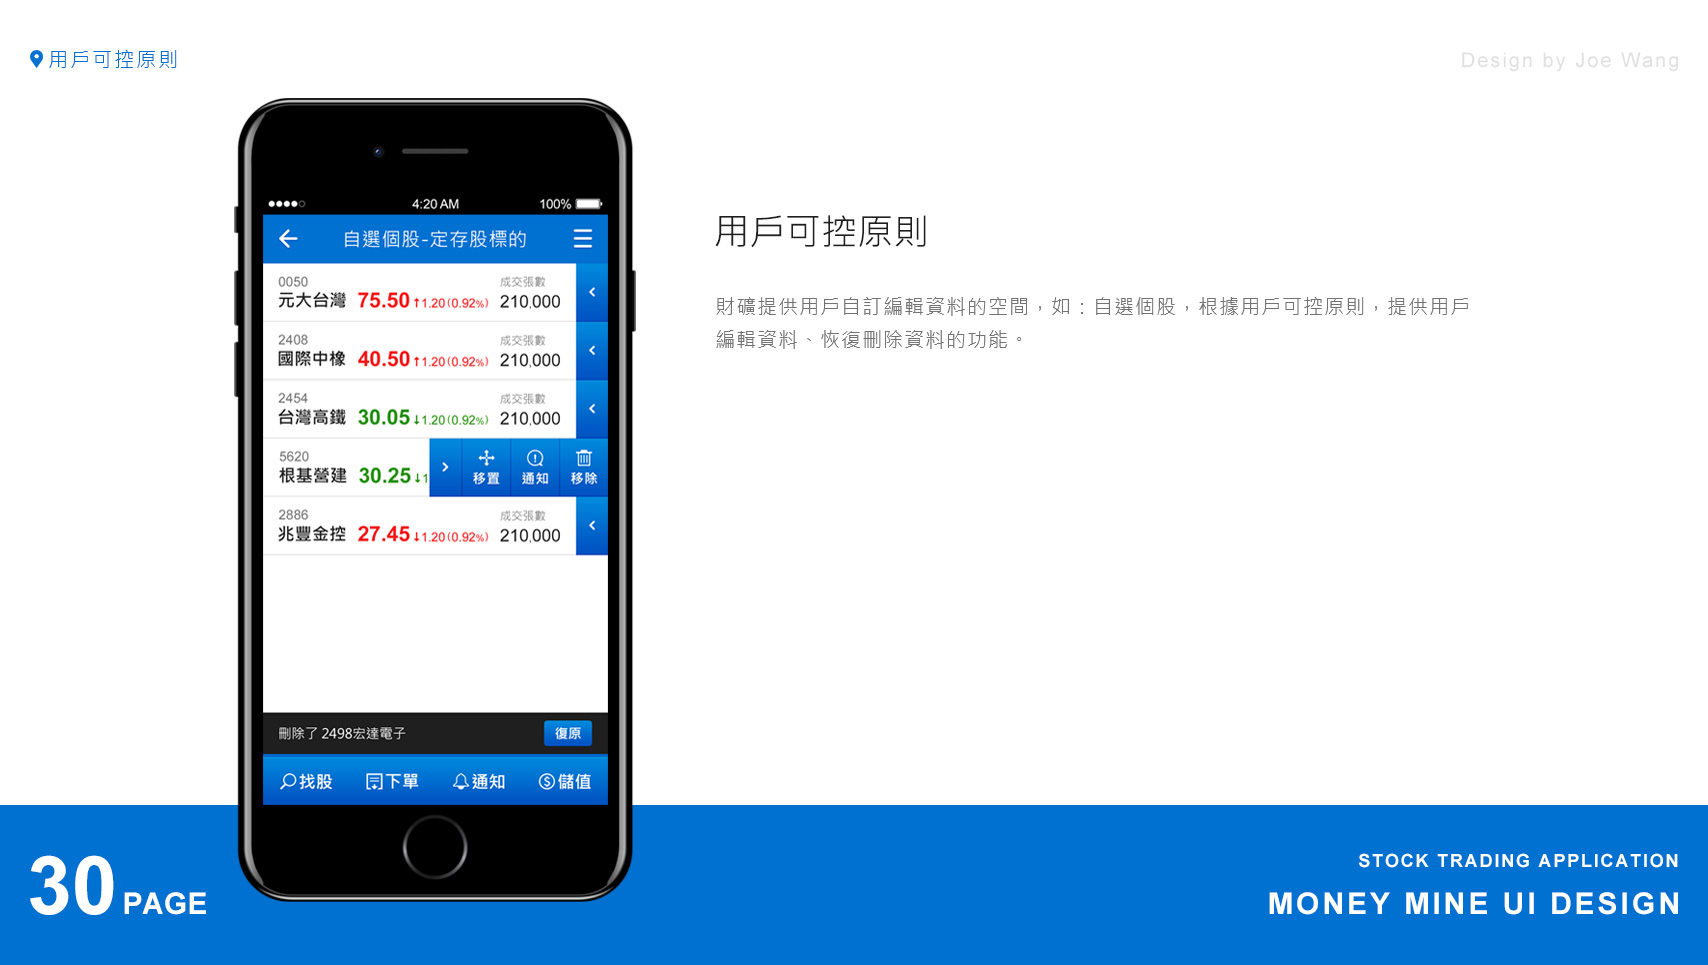 用戶可控原則
Design by Joe Wang
4:20 AM 100%
自選個股-定存股標的
0050 成交張數
元大台灣 75.50 ↑1.20(0.92%) 210,000
2408 成交張數
國際中橡 40.50 ↑1.20(0.92%) 210,000
2454 成交張數
台灣高鐵 30.05 ↓1.20(0.92%) 210,000
5620
根基營建 30.25 ↓1 移置 通知 移除
2886 成交張數
兆豐金控 27.45 ↓1.20(0.92%) 210,000
刪除了 2498宏達電子 復原
找股 下單 通知 儲值
用戶可控原則
財礦提供用戶自訂編輯資料的空間，如：自選個股，根據用戶可控原則，提供用戶
編輯資料、恢復刪除資料的功能。
30 PAGE
STOCK TRADING APPLICATION
MONEY MINE UI DESIGN